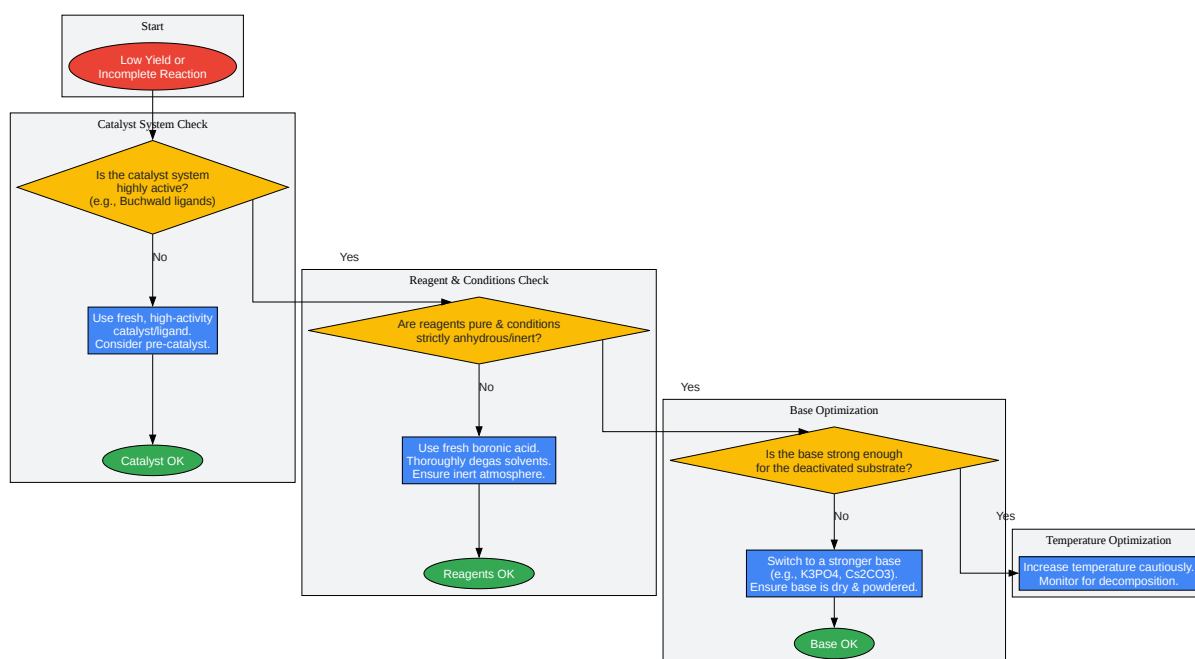 Start
Low Yield or
Incomplete Reaction
Catalyst System Check
Is the catalyst system
highly active?
(e.g., Buchwald ligands)
No
Use fresh, high-activity
catalyst/ligand.
Consider pre-catalyst.
Catalyst OK
Yes
Reagent & Conditions Check
Are reagents pure & conditions
strictly anhydrous/inert?
No
Use fresh boronic acid.
Thoroughly degas solvents.
Ensure inert atmosphere.
Reagents OK
Yes
Base Optimization
Is the base strong enough
for the deactivated substrate?
No
Switch to a stronger base
(e.g., K3PO4, Cs2CO3).
Ensure base is dry & powdered.
Base OK
Yes
Temperature Optimization
Increase temperature cautiously.
Monitor for decomposition.